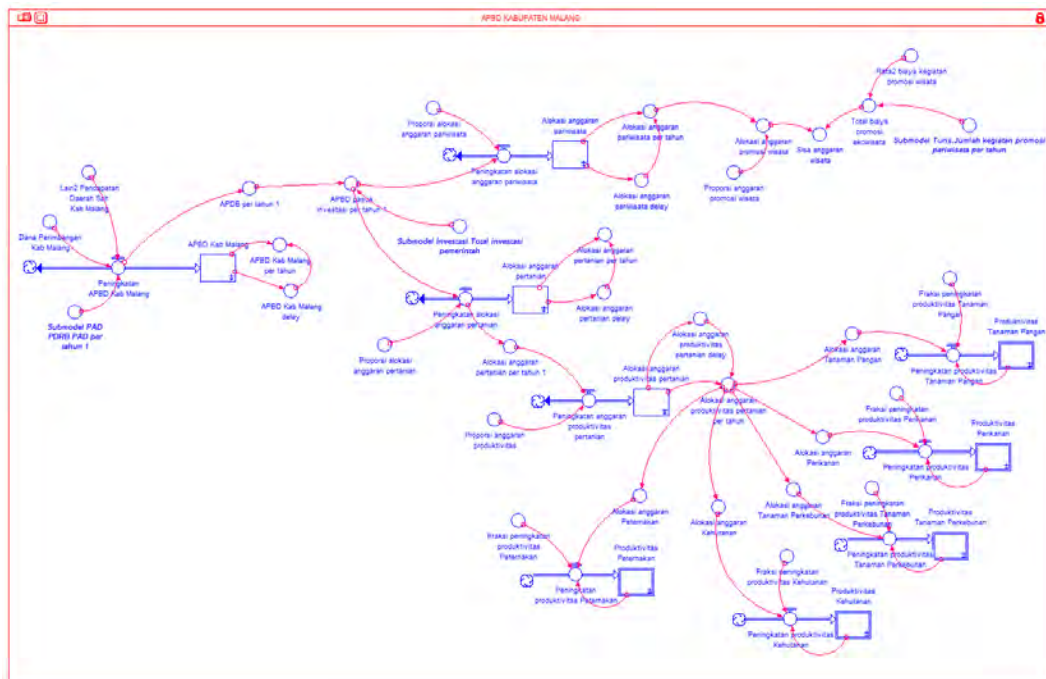 APBD KABUPATEN MALANG
Rata2 biaya kegiatan
promosi wisata
Proporsi alokasi
anggaran pariwisata
Alokasi anggaran
pariwisata
Alokasi anggaran
pariwisata per tahun
Peningkatan alokasi
anggaran pariwisata
Alokasi anggaran
pariwisata delay
Alokasi anggaran
promosi wisata
Sisa anggaran
wisata
Total biaya
promosi
ekowisata
Submodel Turis.Jumlah kegiatan promosi
pariwisata per tahun
Proporsi anggaran
promosi wisata
Lain2 Pendapatan
Daerah Sah
Kab Malang
Dana Perimbangan
Kab Malang
APDB per tahun 1
APBD
investasi per tahun 1
Submodel Investasi Total investasi
pemerintah
Peningkatan
APBD Kab Malang
APBD Kab Malang
APBD Kab Malang
per tahun
APBD Kab Malang
delay
Submodel PAD
PDRB PAD per
tahun 1
Alokasi anggaran
pertanian
Alokasi anggaran
pertanian per tahun
Peningkatan alokasi
anggaran pertanian
Alokasi anggaran
pertanian delay
Proporsi alokasi
anggaran pertanian
Alokasi anggaran
pertanian per tahun 1
Alokasi anggaran
produktivitas
pertanian delay
Alokasi anggaran
produktivitas pertanian
Alokasi anggaran
produktivitas pertanian
per tahun
Proporsi anggaran
produktivitas
Peningkatan anggaran
produktivitas
pertanian
Alokasi anggaran
Tanaman Pangan
Fraksi peningkatan
produktivitas Tanaman
Pangan
Produktivitas
Tanaman Pangan
Peningkatan produktivitas
Tanaman Pangan
Fraksi peningkatan
produktivitas Perikanan
Produktivitas
Perikanan
Alokasi anggaran
Perikanan
Peningkatan produktivitas
Perikanan
Alokasi anggaran
Tanaman Perkebunan
Fraksi peningkatan
produktivitas Tanaman
Perkebunan
Produktivitas
Tanaman Perkebunan
Peningkatan produktivitas
Tanaman Perkebunan
Alokasi anggaran
Peternakan
Fraksi peningkatan
produktivitas
Peternakan
Produktivitas
Peternakan
Peningkatan
produktivitas Peternakan
Alokasi anggaran
Kehutanan
Fraksi peningkatan
produktivitas Kehutanan
Produktivitas
Kehutanan
Peningkatan produktivitas
Kehutanan